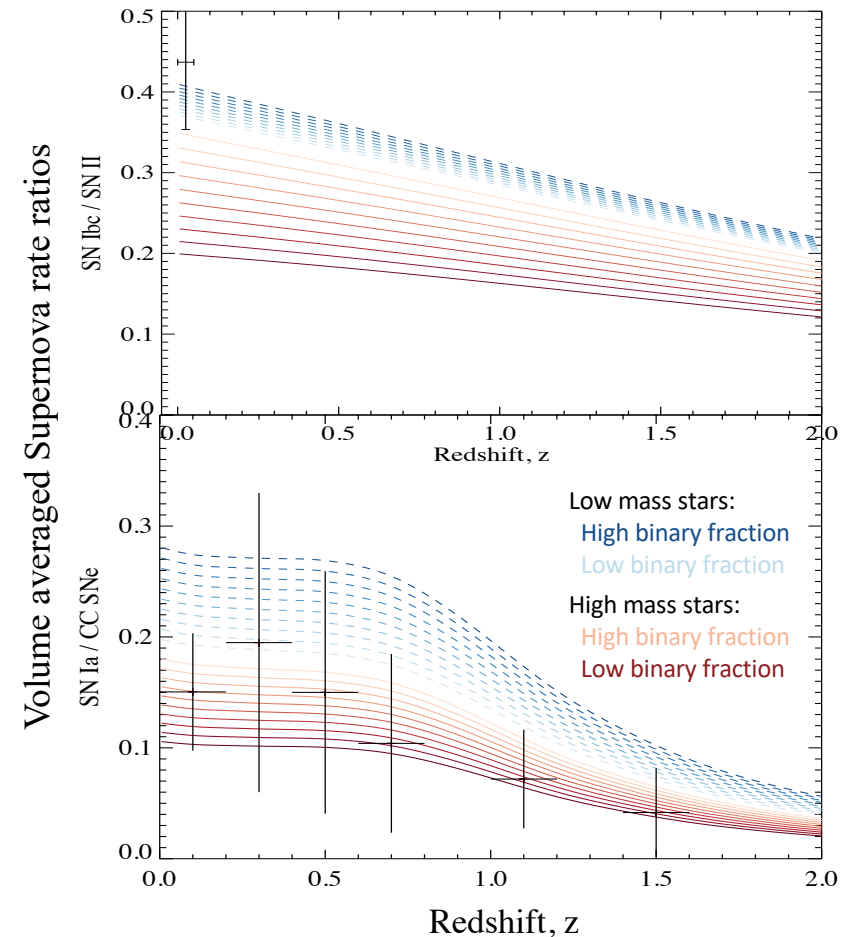 Volume averaged Supernova rate ratios
SN Ibc / SN II
0.5
0.4
0.3
0.2
0.1
0.0
0.0 0.5 1.0 1.5 2.0
Redshift, z
SN Ia / CC SNe
0.4
0.3
0.2
0.1
0.0
Low mass stars:
High binary fraction
Low binary fraction
High mass stars:
High binary fraction
Low binary fraction
0.0 0.5 1.0 1.5 2.0
Redshift, z